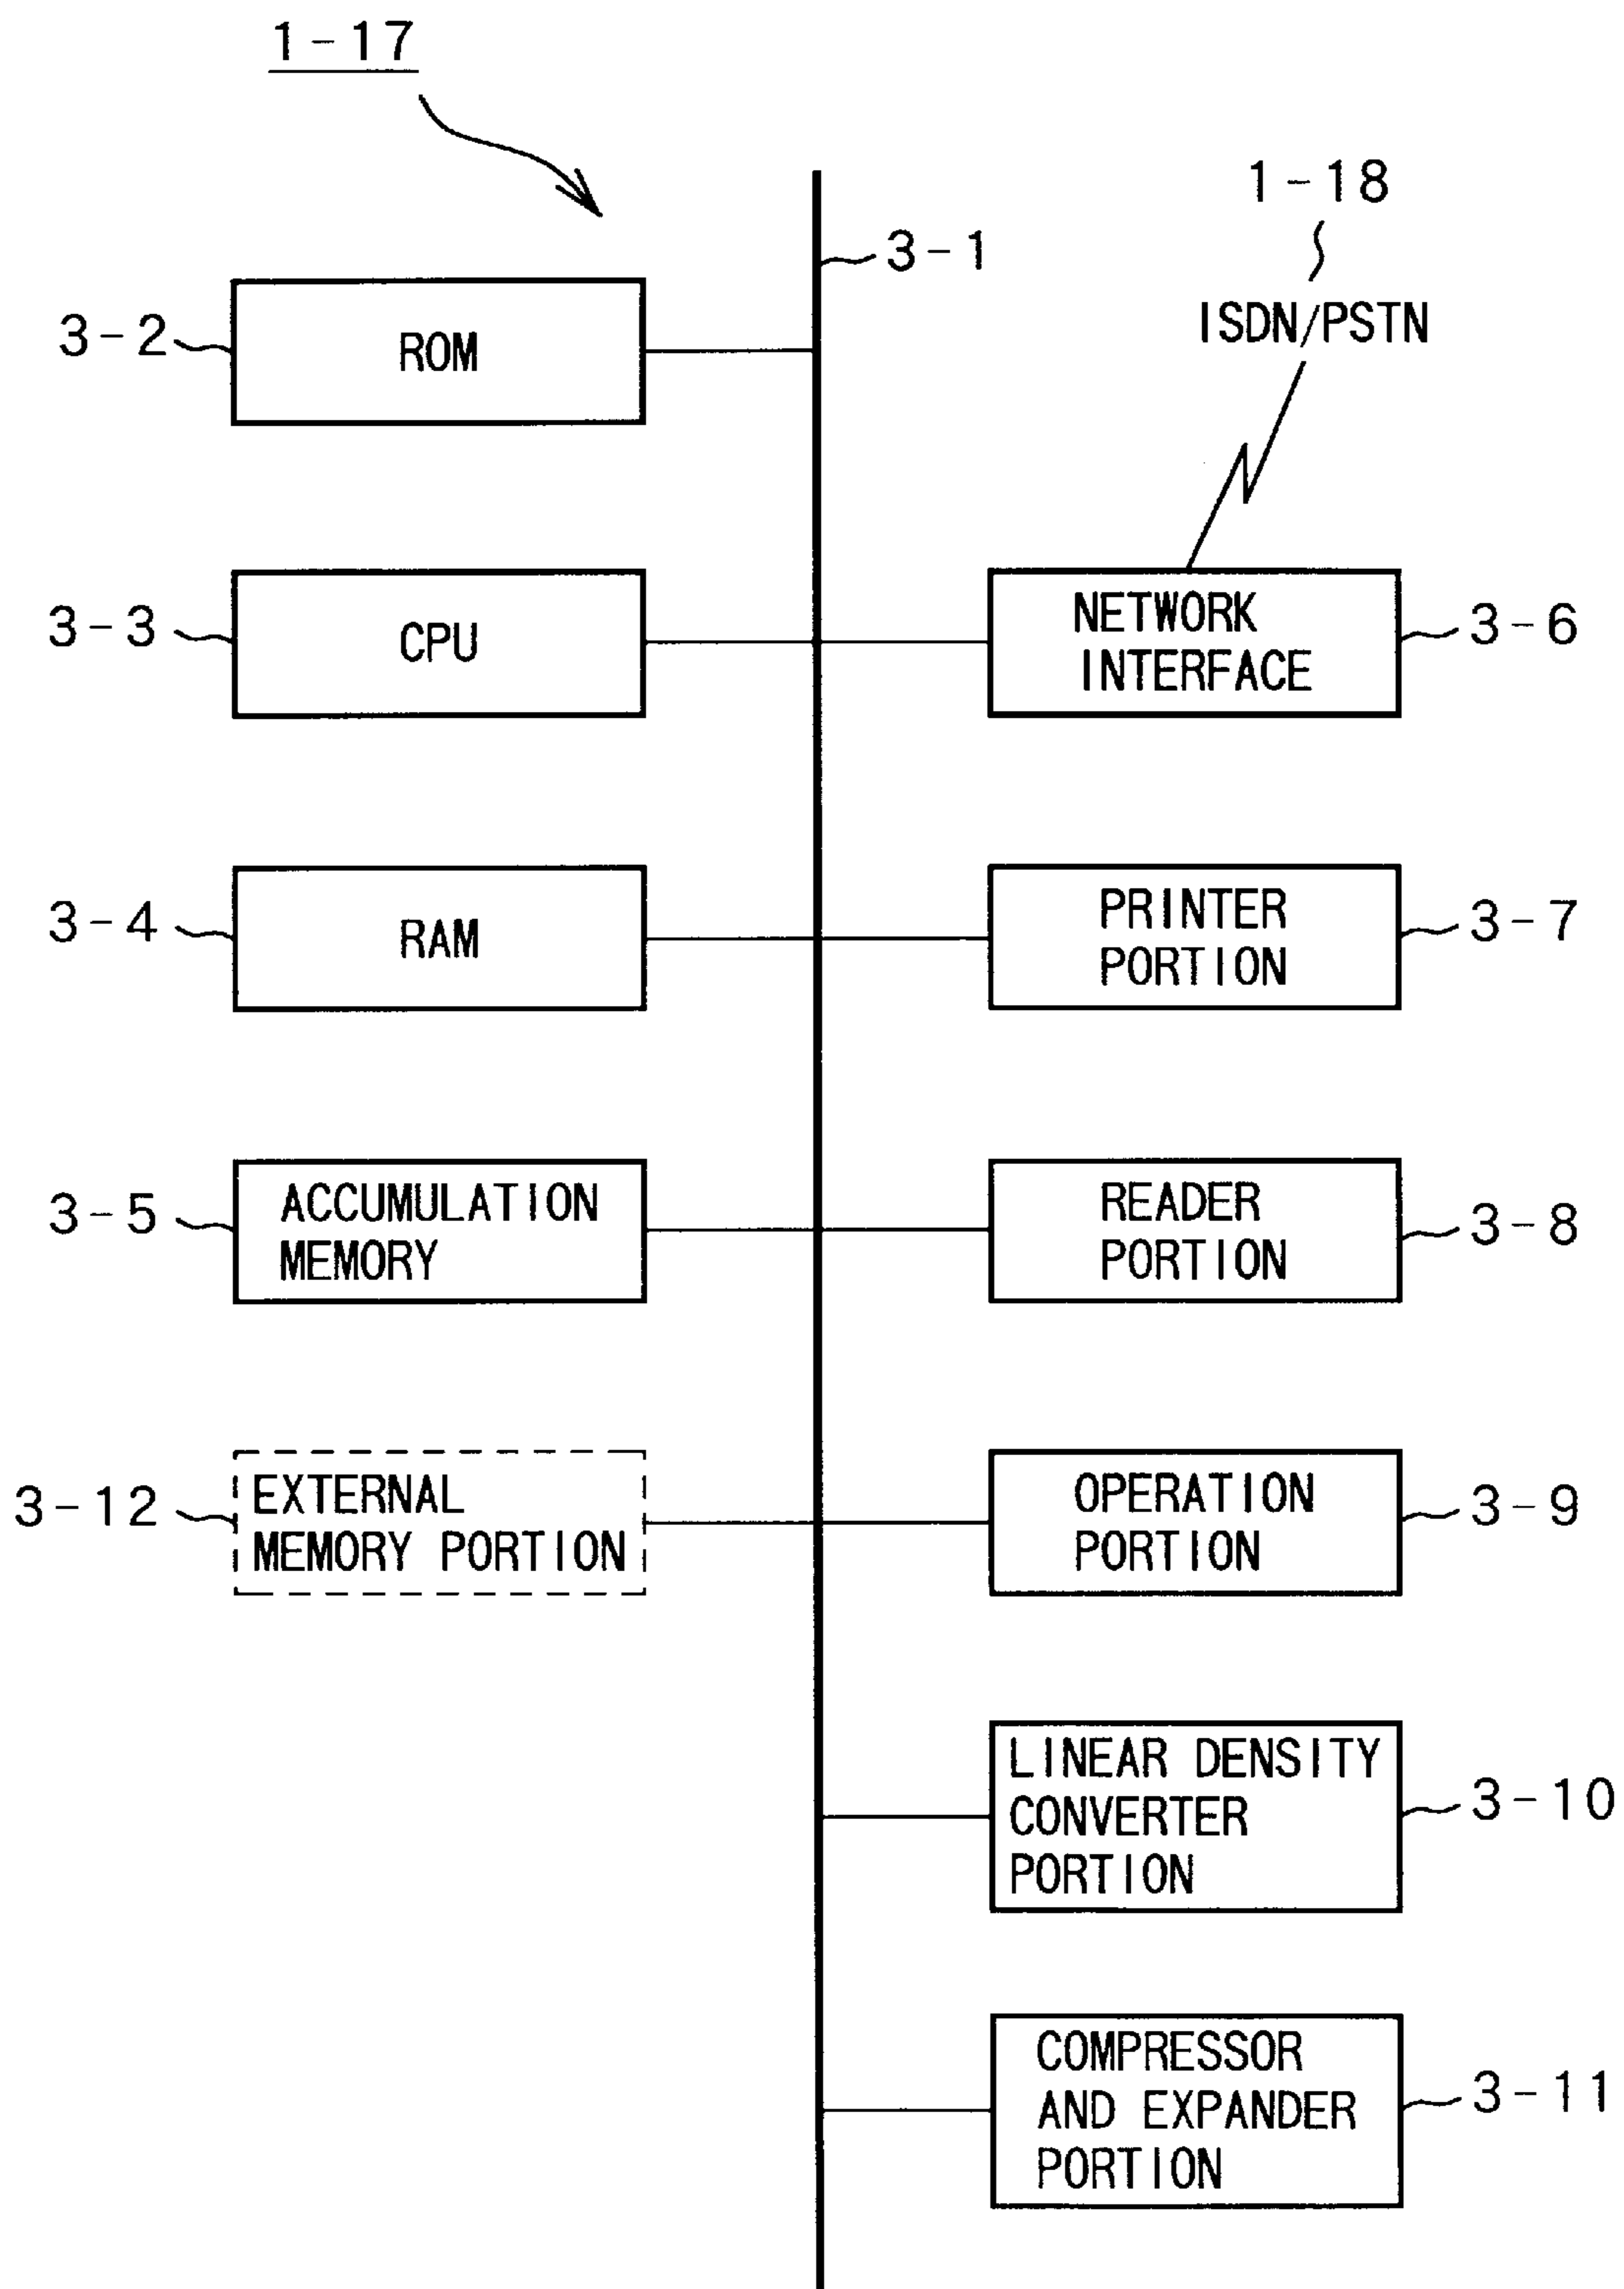 1-17
1-18
3-1
ISDN/PSTN
3-2
ROM
3-3
CPU
NETWORK
INTERFACE
3-6
3-4
RAM
PRINTER
PORTION
3-7
3-5
ACCUMULATION
MEMORY
READER
PORTION
3-8
3-12
EXTERNAL
MEMORY PORTION
OPERATION
PORTION
3-9
LINEAR DENSITY
CONVERTER
PORTION
3-10
COMPRESSOR
AND EXPANDER
PORTION
3-11